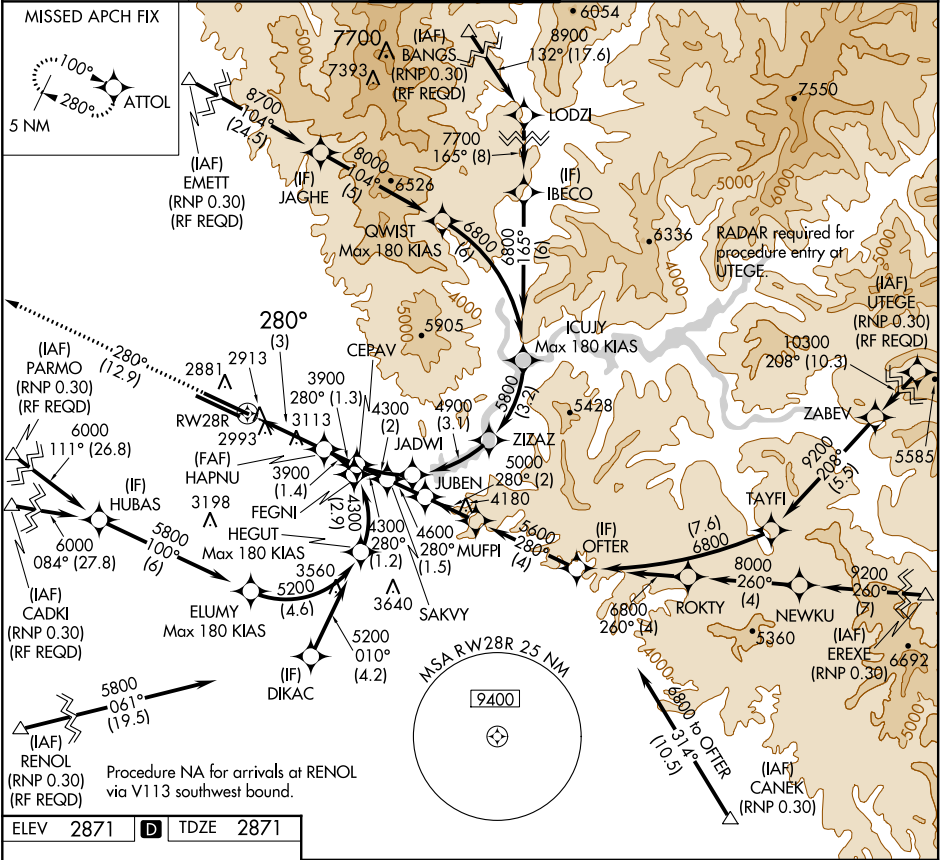 MISSED APCH FIX
100°
280°
ATTOL
5 NM
6054
7700
7393
(IAF)
BANGS
(RNP 0.30)
(RF REQD)
8900
132° (17.6)
LODZI
7700
165° (8)
(IF)
IBECO
7550
5000
6000
8700
104°
(24.5)
(IAF)
EMETT
(RNP 0.30)
(RF REQD)
(IF)
JAGHE
8000
104°
(5)
6526
QWIST
Max 180 KIAS
6800
(6)
6800
165°
(6)
6336
RADAR required for
procedure entry at
UTEGE.
5000
4000
4000
4000
5000
5905
ICUJY
Max 180 KIAS
(IAF)
UTEGE
(RNP 0.30)
(RF REQD)
10300
208° (10.3)
5585
ZABEV
9200
208°
(5.5)
TAYFI
280°
(12.9)
280°
(3)
CEPAV
2913
2881
RW28R
2993
3113
3900
280° (1.3)
4300
(2)
4900
(3.1)
JADWI
5800
(3.2)
ZIZAZ
5428
(IAF)
PARMO
(RNP 0.30)
(RF REQD)
6000
111° (26.8)
(FAF)
HAPNU
3900
(1.4)
FEGNI
JUBEN
5000
280° (2)
4180
MUFPI
5600
280°
(4)
(IF)
OFTER
(7.6)
6800
(IF)
HUBAS
3198
HEGUT
Max 180 KIAS
4300
(2.9)
4300
280°
(1.2)
4600
280°
(1.5)
SAKVY
6000
084° (27.8)
5800
100°
(6)
(IAF)
CADKI
(RNP 0.30)
(RF REQD)
ELUMY
Max 180 KIAS
5200
(4.6)
3560
3640
5200
010°
(4.2)
(IF)
DIKAC
6800
260° (4)
ROKTY
8000
260°
(4)
NEWKU
9200
260°
(7)
(IAF)
EREXE
(RNP 0.30)
5360
6692
4000
5000
5800
061°
(19.5)
(IAF)
RENOL
(RNP 0.30)
(RF REQD)
Procedure NA for arrivals at RENOL
via V113 southwest bound.
MSA RW28R 25 NM
9400
6800 to OFTER
314°
(10.5)
(IAF)
CANEK
(RNP 0.30)
ELEV 2871 D TDZE 2871